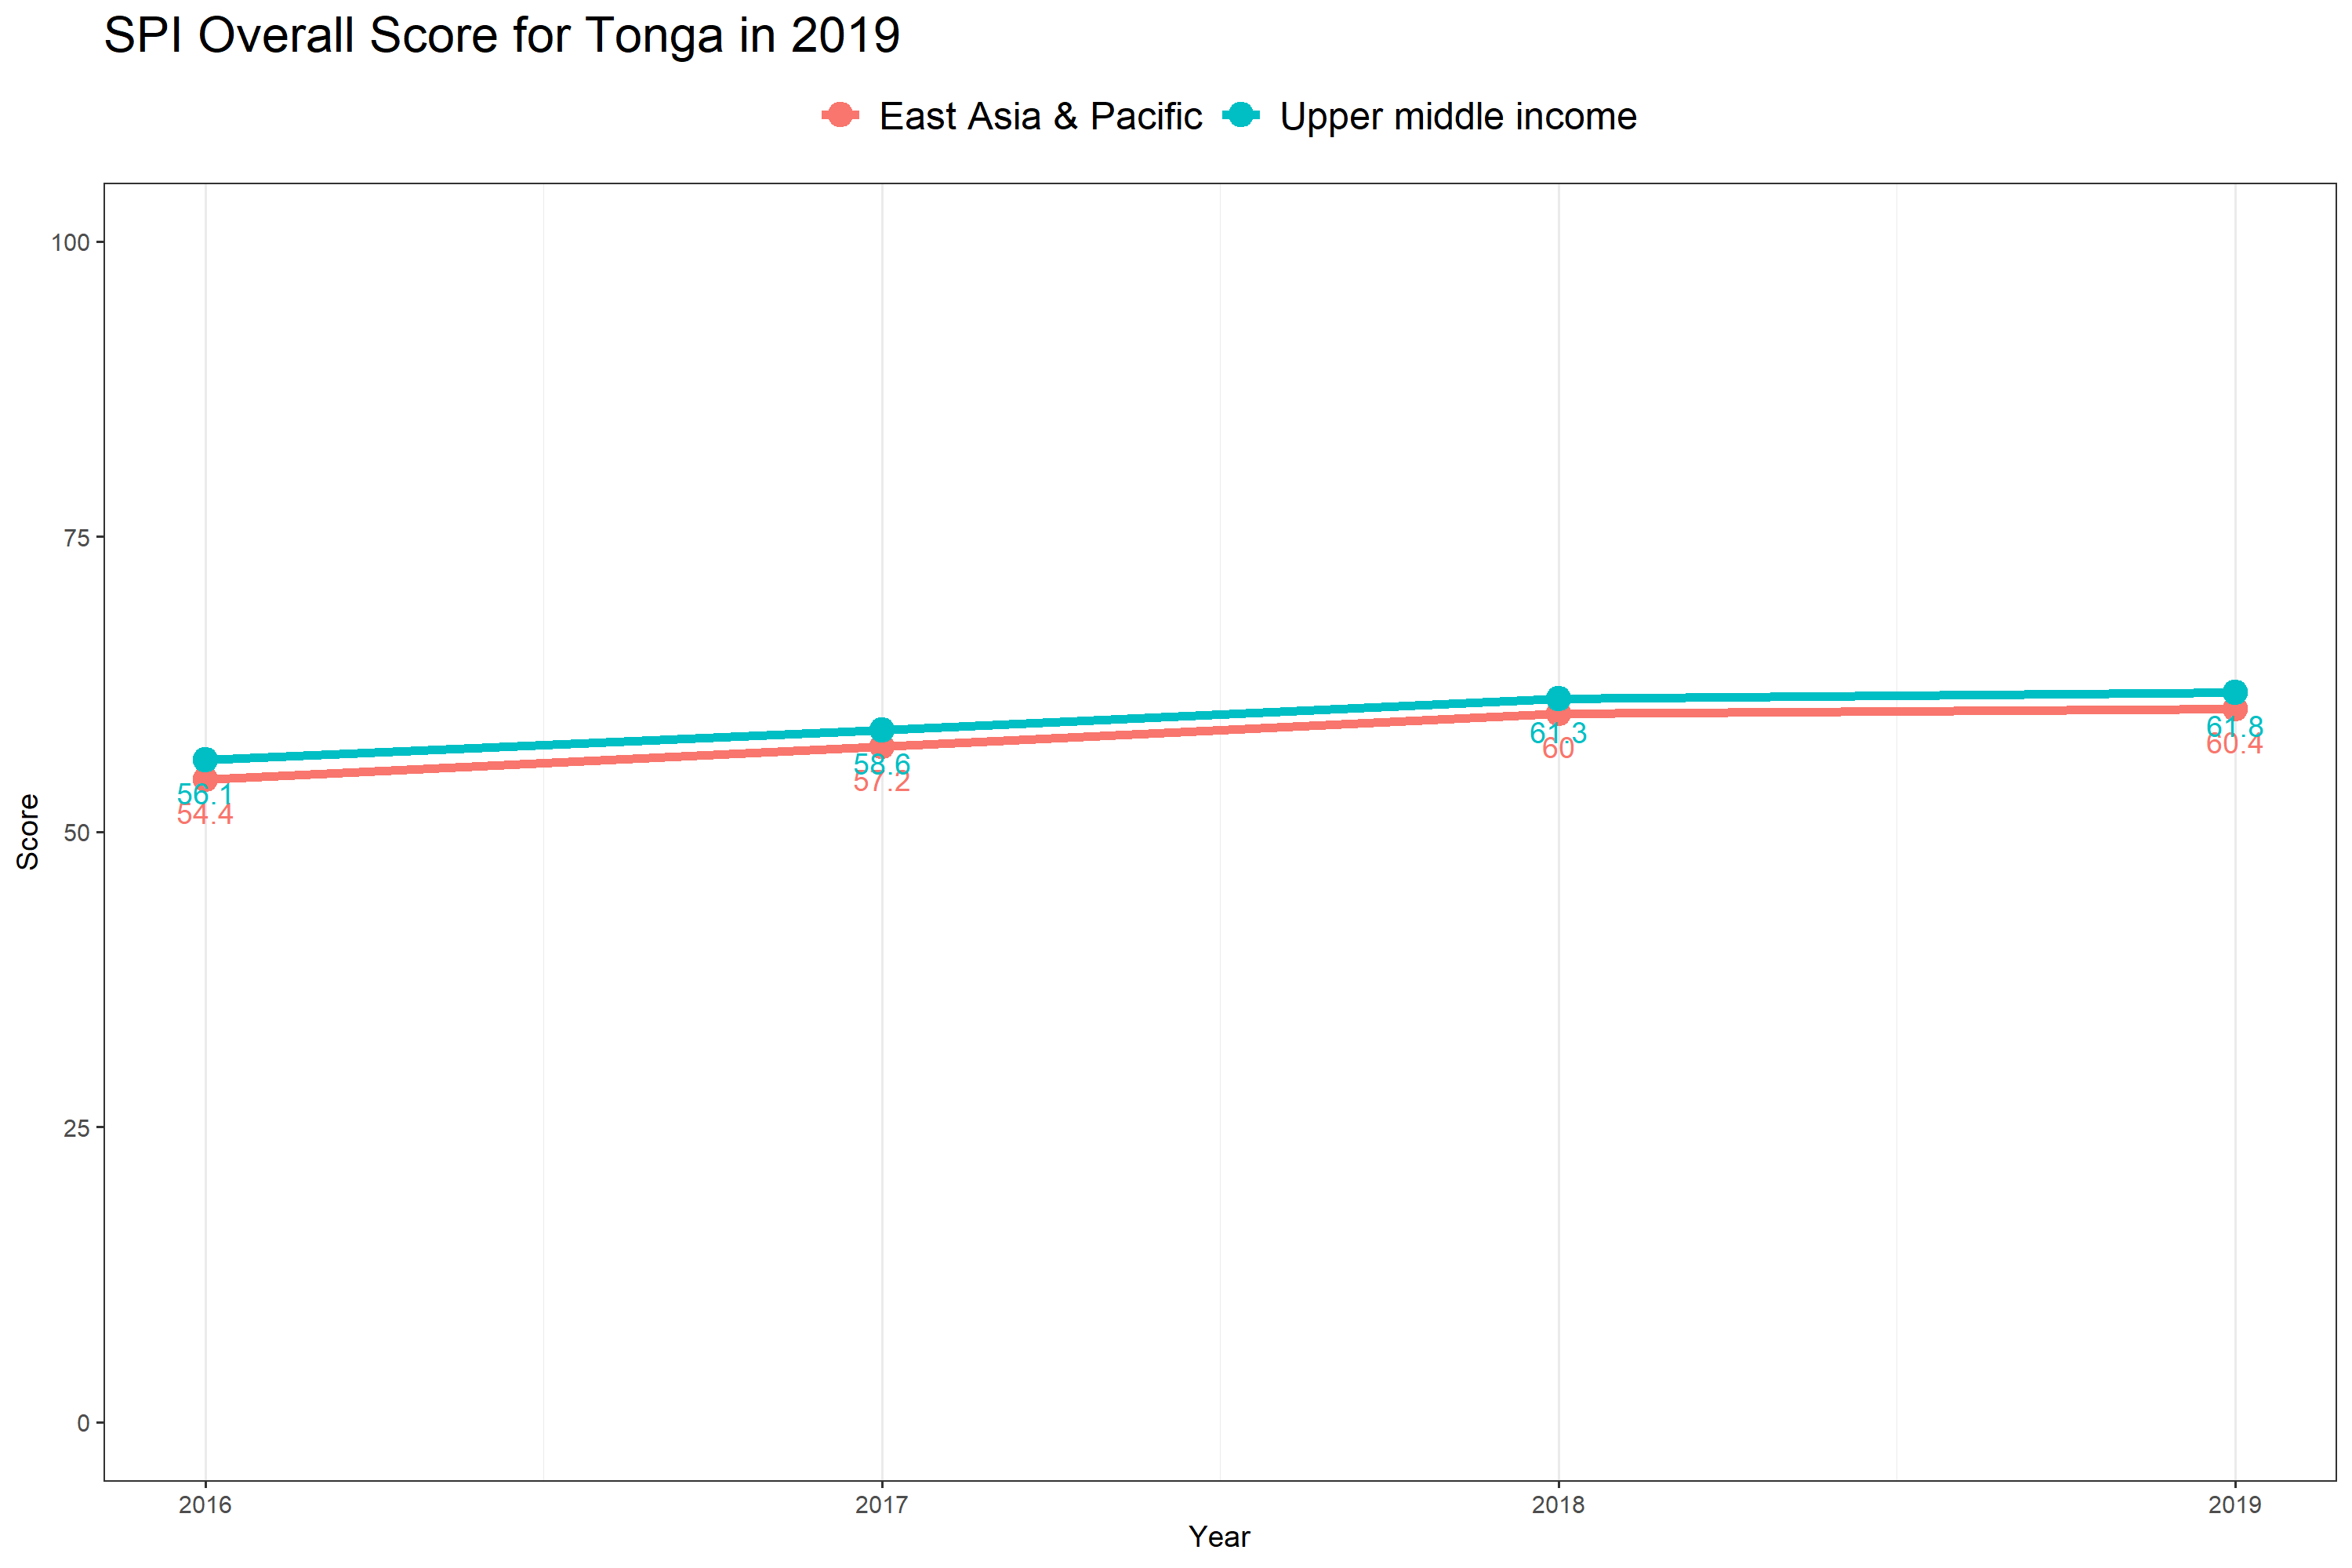 SPI Overall Score for Tonga in 2019
East Asia & Pacific Upper middle income
100
75
50
25
0
Score
56.1
54.4
58.6
57.2
61.3
60
61.8
60.4
2016 2017 2018 2019
Year